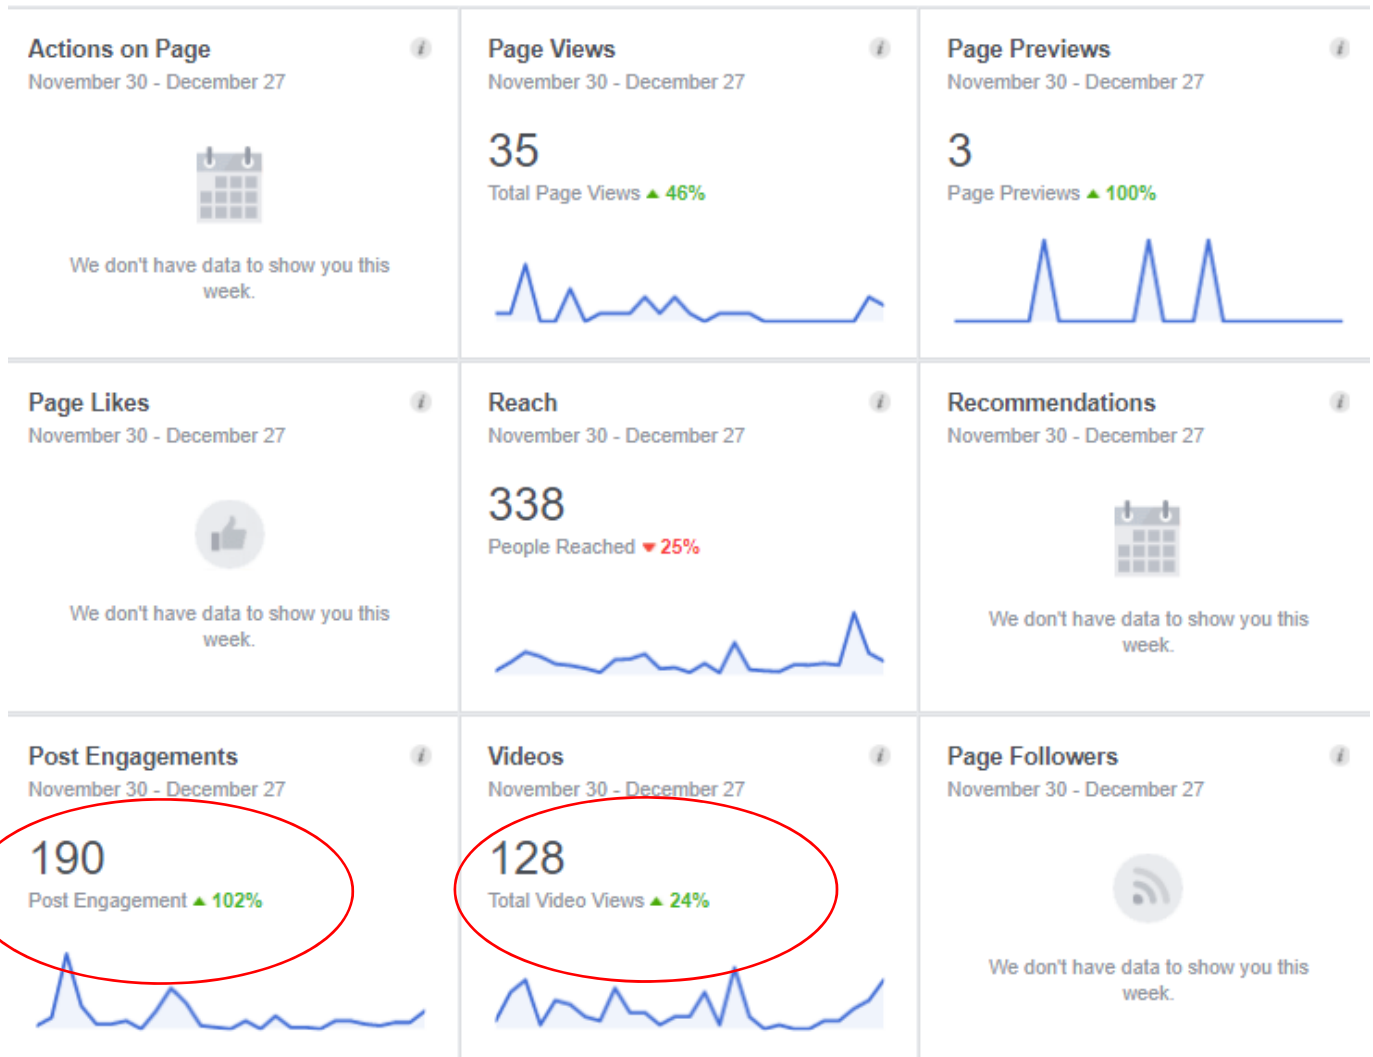 Actions on Page
November 30 - December 27
We don't have data to show you this
week.
Page Views
November 30 - December 27
35
Total Page Views ▲ 46%
Page Previews
November 30 - December 27
3
Page Previews ▲ 100%
Page Likes
November 30 - December 27
We don't have data to show you this
week.
Reach
November 30 - December 27
338
People Reached ▼ 25%
Recommendations
November 30 - December 27
We don't have data to show you this
week.
Post Engagements
November 30 - December 27
190
Post Engagement ▲ 102%
Videos
November 30 - December 27
128
Total Video Views ▲ 24%
Page Followers
November 30 - December 27
We don't have data to show you this
week.